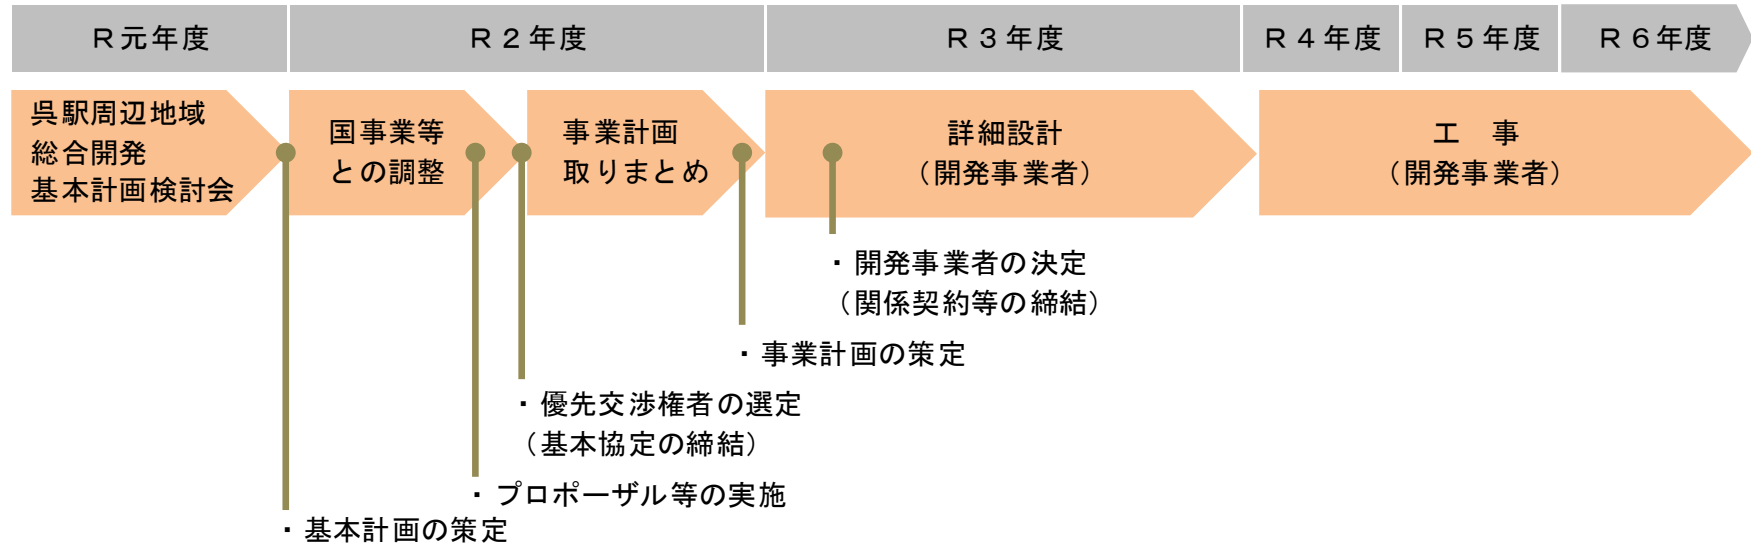 Ｒ元年度
Ｒ２年度
Ｒ３年度
Ｒ４年度
Ｒ５年度
Ｒ６年度
呉駅周辺地域
総合開発
基本計画検討会
国事業等
との調整
事業計画
取りまとめ
詳細設計
（開発事業者）
工　事
（開発事業者）
・開発事業者の決定
（関係契約等の締結）
・事業計画の策定
・優先交渉権者の選定
（基本協定の締結）
・プロポーザル等の実施
・基本計画の策定